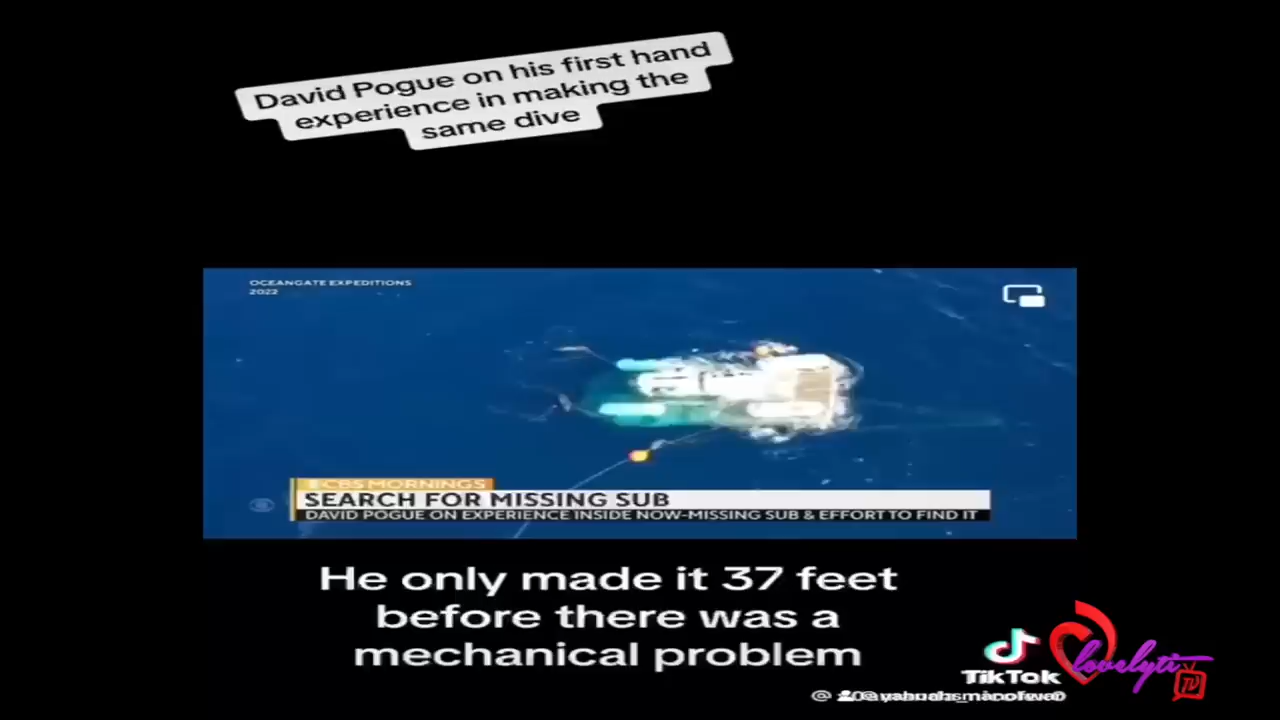 David Pogue on his first hand
experience in making the
same dive
OCEANGATE EXPEDITIONS
2022
CBS MORNINGS
SEARCH FOR MISSING SUB
DAVID POGUE ON EXPERIENCE INSIDE NOW-MISSING SUB & EFFORT TO FIND IT
He only made it 37 feet
before there was a
mechanical problem
TikTok
lovelyti
TV